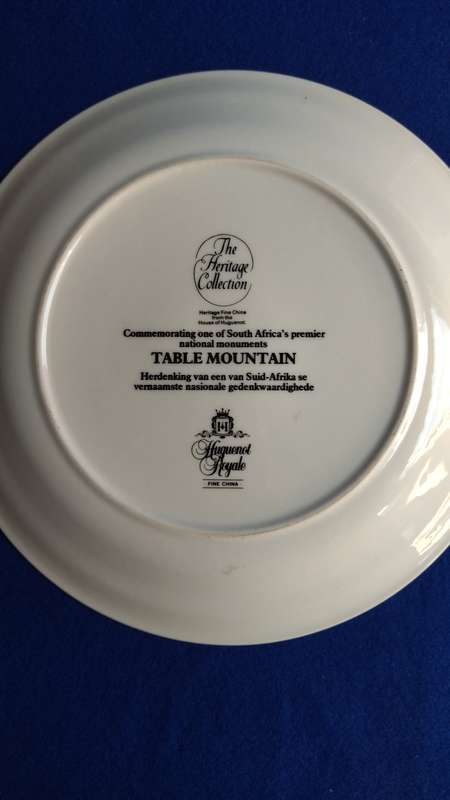 The
Heritage
Collection
Heritage Fine China
from the
House of Huguenot.
Commemorating one of South Africa's premier
national monuments
TABLE MOUNTAIN
Herdenking van een van Suid-Afrika se
vernaamste nasionale gedenkwaardighede
H
Huguenot
Royale
FINE CHINA